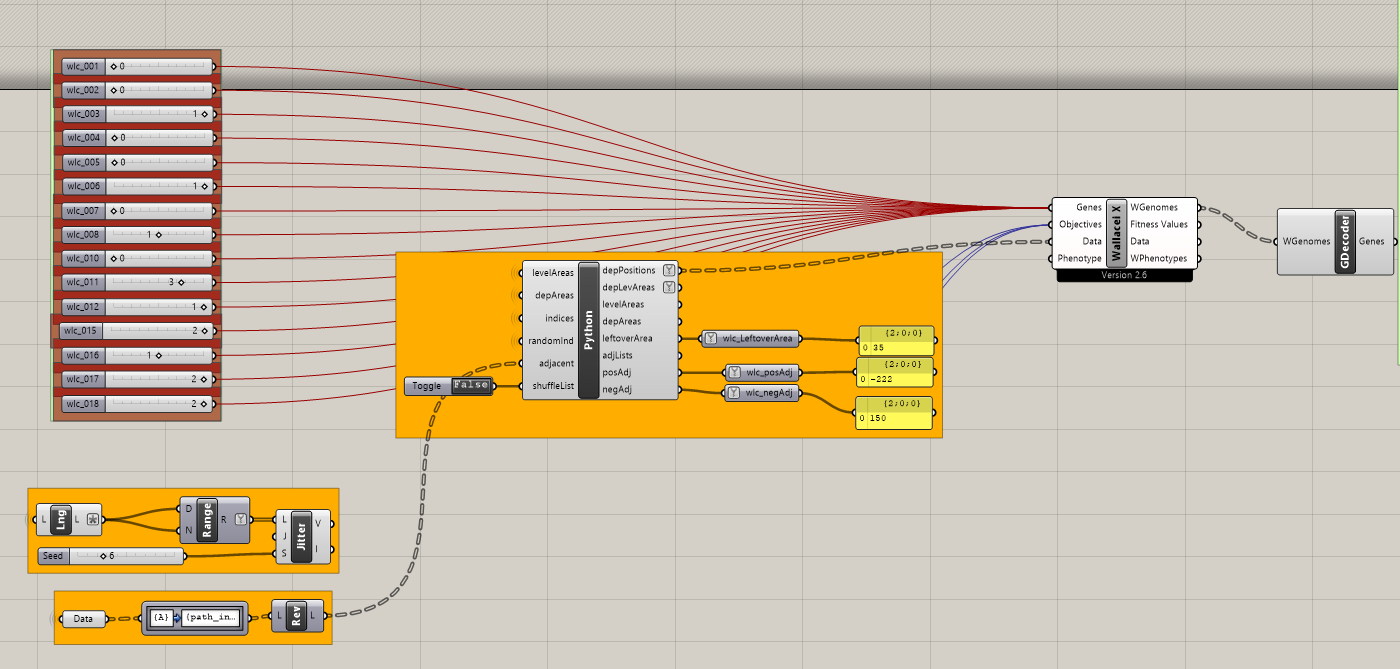 wlc_001 0
wlc_002 0
wlc_003 1
wlc_004 0
wlc_005 0
wlc_006 1
wlc_007 0
wlc_008 1
wlc_010 0
wlc_011 3
wlc_012 1
wlc_015 2
wlc_016 1
wlc_017 2
wlc_018 2
Genes WGenomes
Objectives Fitness Values
Data Data
Phenotype WPhenotypes
Wallacei X
Version 2.6
WGenomes GDecoder Genes
levelAreas depPositions
depAreas depLevAreas
indices levelAreas
randomInd depAreas
adjacent leftoverArea
shuffleList adjLists
posAdj
negAdj
Python
Toggle False
wlc_LeftoverArea
wlc_posAdj
wlc_negAdj
{2;0;0}
0 35
{2;0;0}
0 -222
{2;0;0}
0 150
L Lng L
D Range R
N
L Jitter V
J
S I
Seed 6
Data
{A} {path_in...
L Rev L